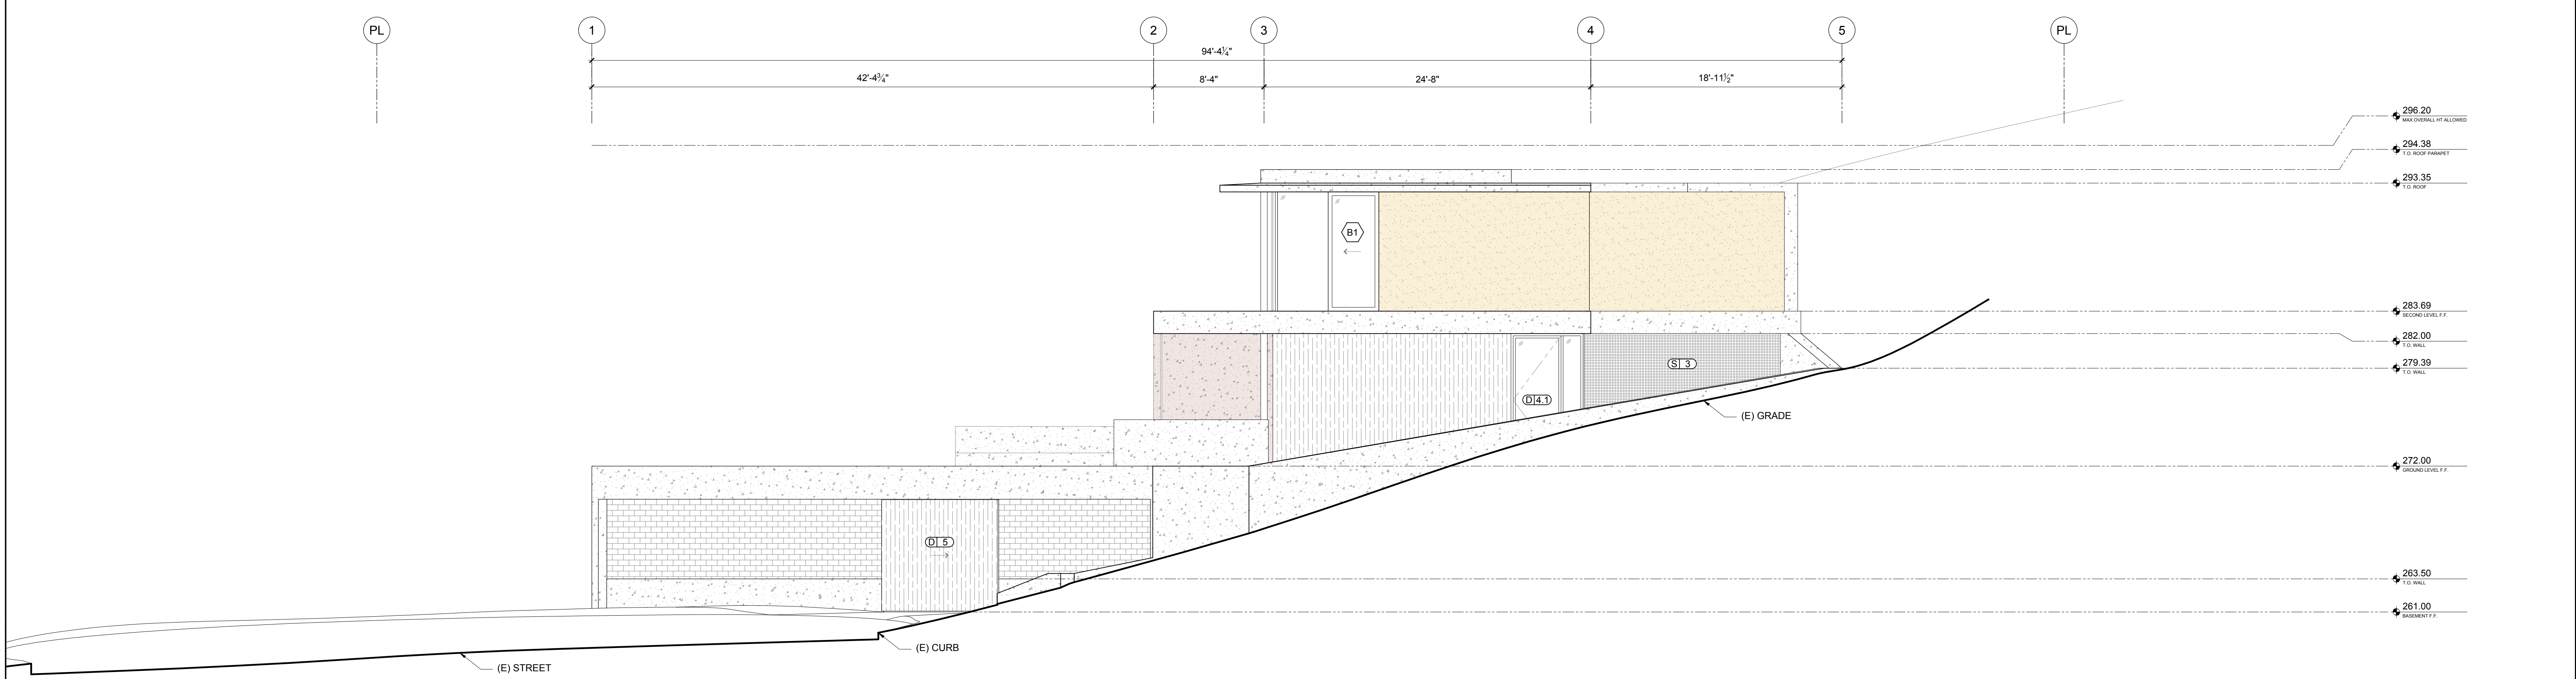 PL 1 2 3 4 5 PL
94'-4¼"
42'-4¾" 8'-4" 24'-8" 18'-11½"
296.20
MAX OVERALL HT ALLOWED
294.38
T.O. ROOF PARAPET
293.35
T.O. ROOF
B1
283.69
SECOND LEVEL F.F.
282.00
T.O. WALL
S 3
279.39
T.O. WALL
D 4.1
(E) GRADE
272.00
GROUND LEVEL F.F.
D 5
263.50
T.O. WALL
261.00
BASEMENT F.F.
(E) CURB
(E) STREET